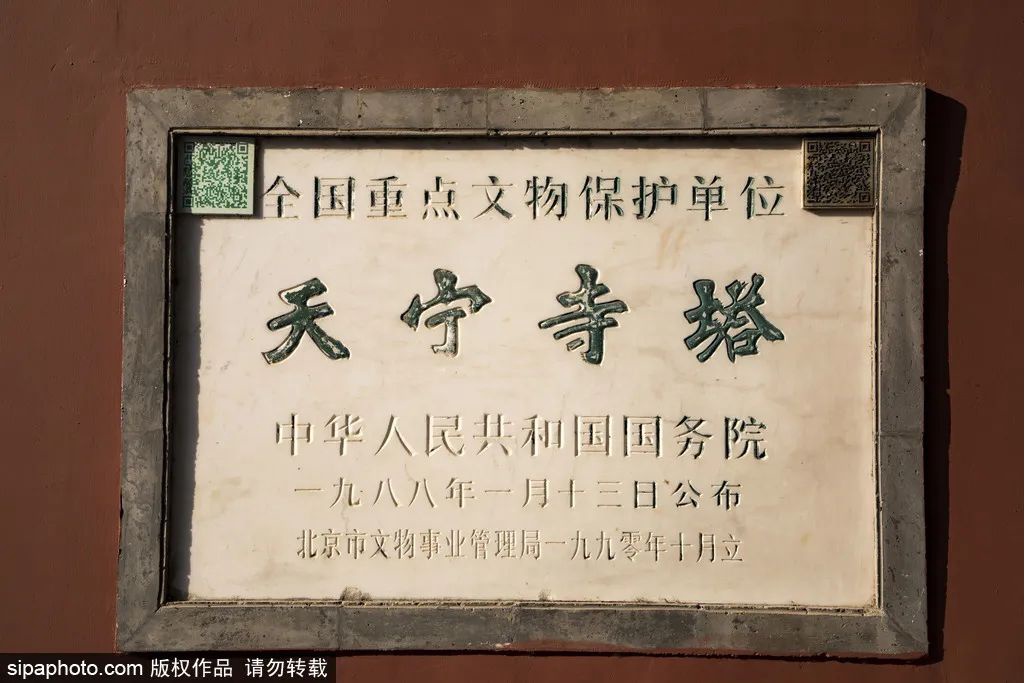 全国重点文物保护单位
天宁寺塔
中华人民共和国国务院
一九八八年一月十三日公布
北京市文物事业管理局一九九零年十月立
sipaphoto.com 版权作品 请勿转载